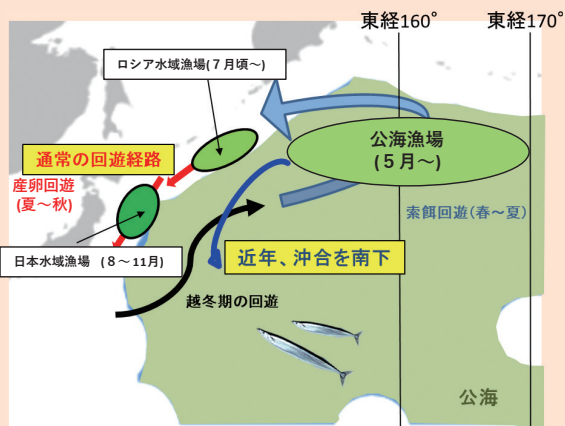 東経160°
東経170°
ロシア水域漁場(7月頃～)
公海漁場
(5月～)
通常の回遊経路
産卵回遊
(夏～秋)
索餌回遊(春～夏)
日本水域漁場 (8～11月)
近年、沖合を南下
越冬期の回遊
公海